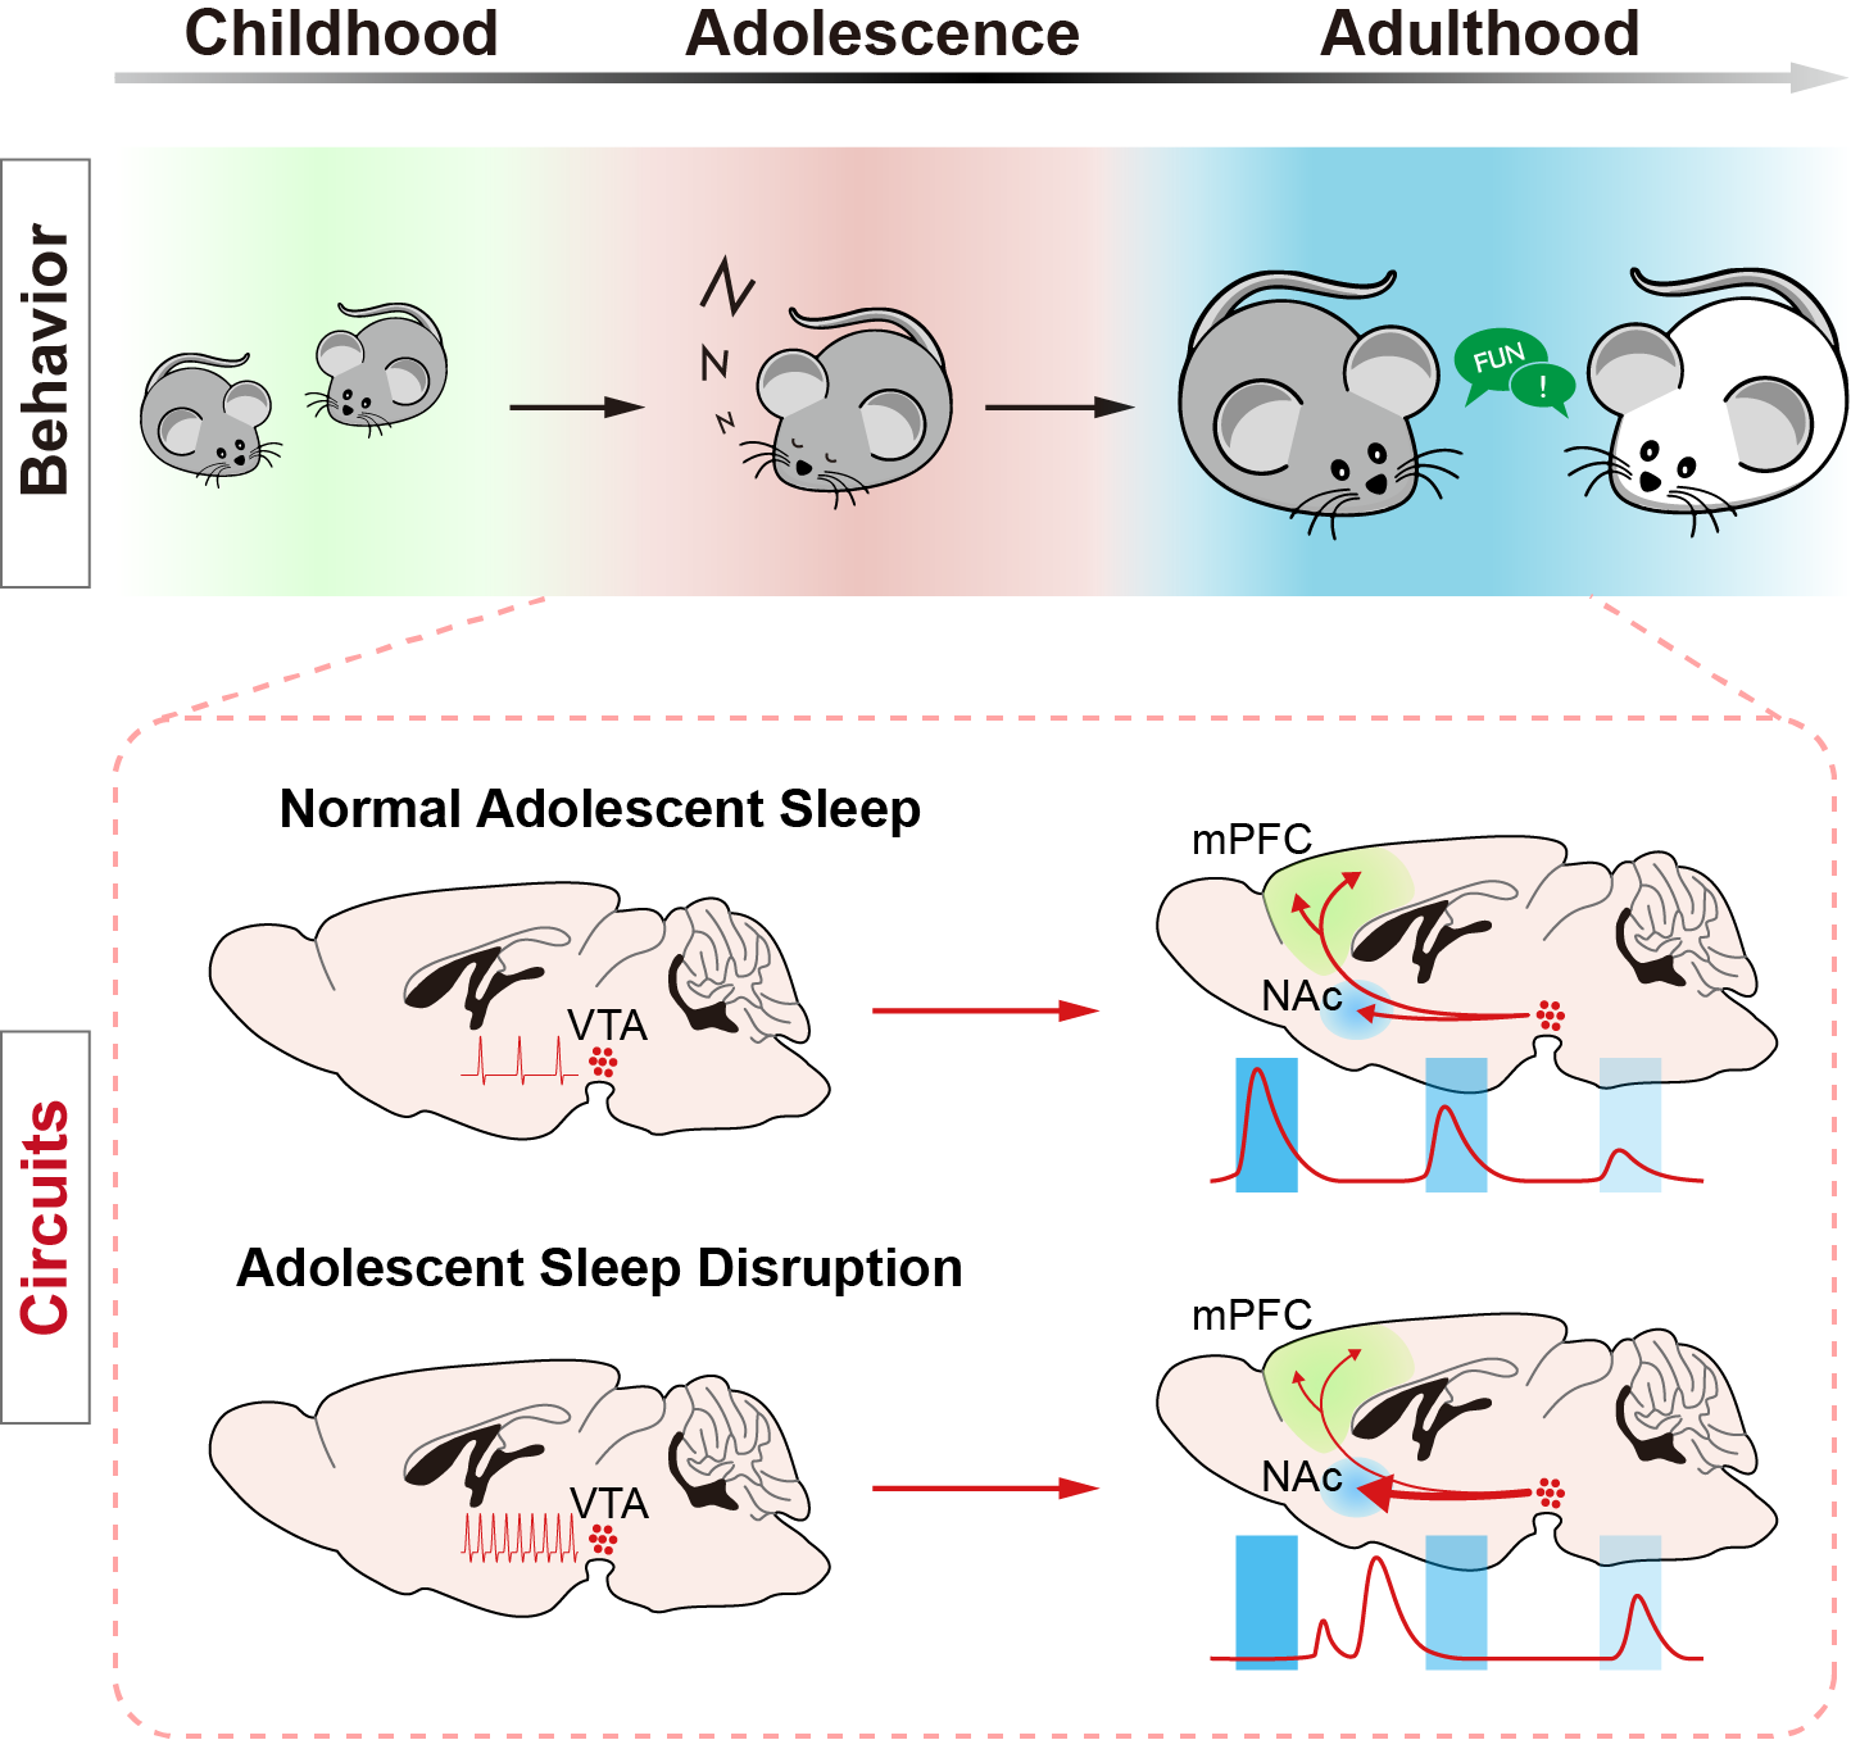 Childhood
Adolescence
Adulthood
Behavior
N
N
N
FUN
!
Circuits
Normal Adolescent Sleep
VTA
mPFC
NAc
Adolescent Sleep Disruption
VTA
mPFC
NAc